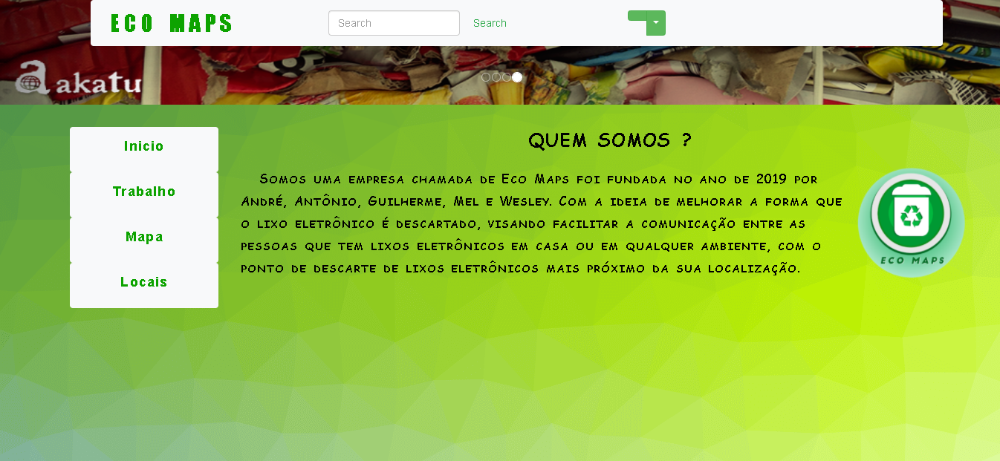 ECO MAPS
Search
Search
akatu
Inicio
Trabalho
Mapa
Locais
QUEM SOMOS ?
Somos uma empresa chamada de Eco Maps foi fundada no ano de 2019 por
André, Antônio, Guilherme, Mel e Wesley. Com a ideia de melhorar a forma que
o lixo eletrônico é descartado, visando facilitar a comunicação entre as
pessoas que tem lixos eletrônicos em casa ou em qualquer ambiente, com o
ponto de descarte de lixos eletrônicos mais próximo da sua localização.
ECO MAPS